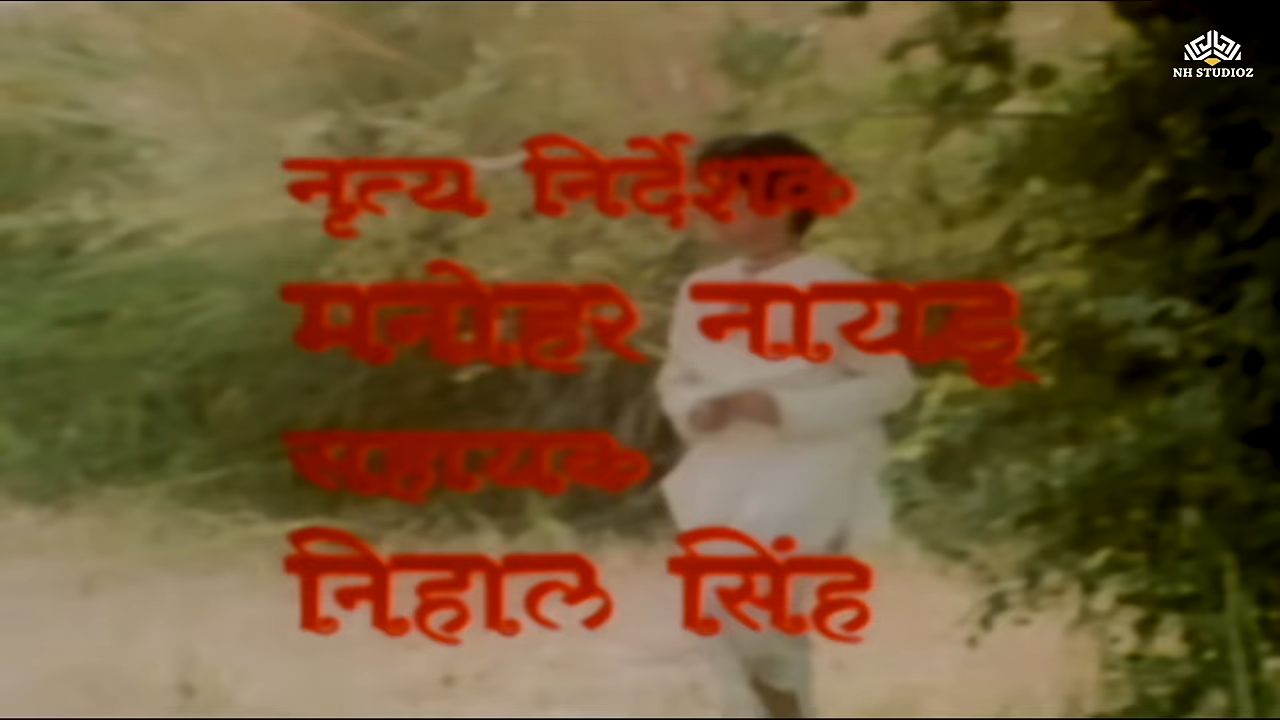 NH STUDIOZ
नृत्य निर्देशक
मनोहर नायडू
सहायक
निहाल सिंह